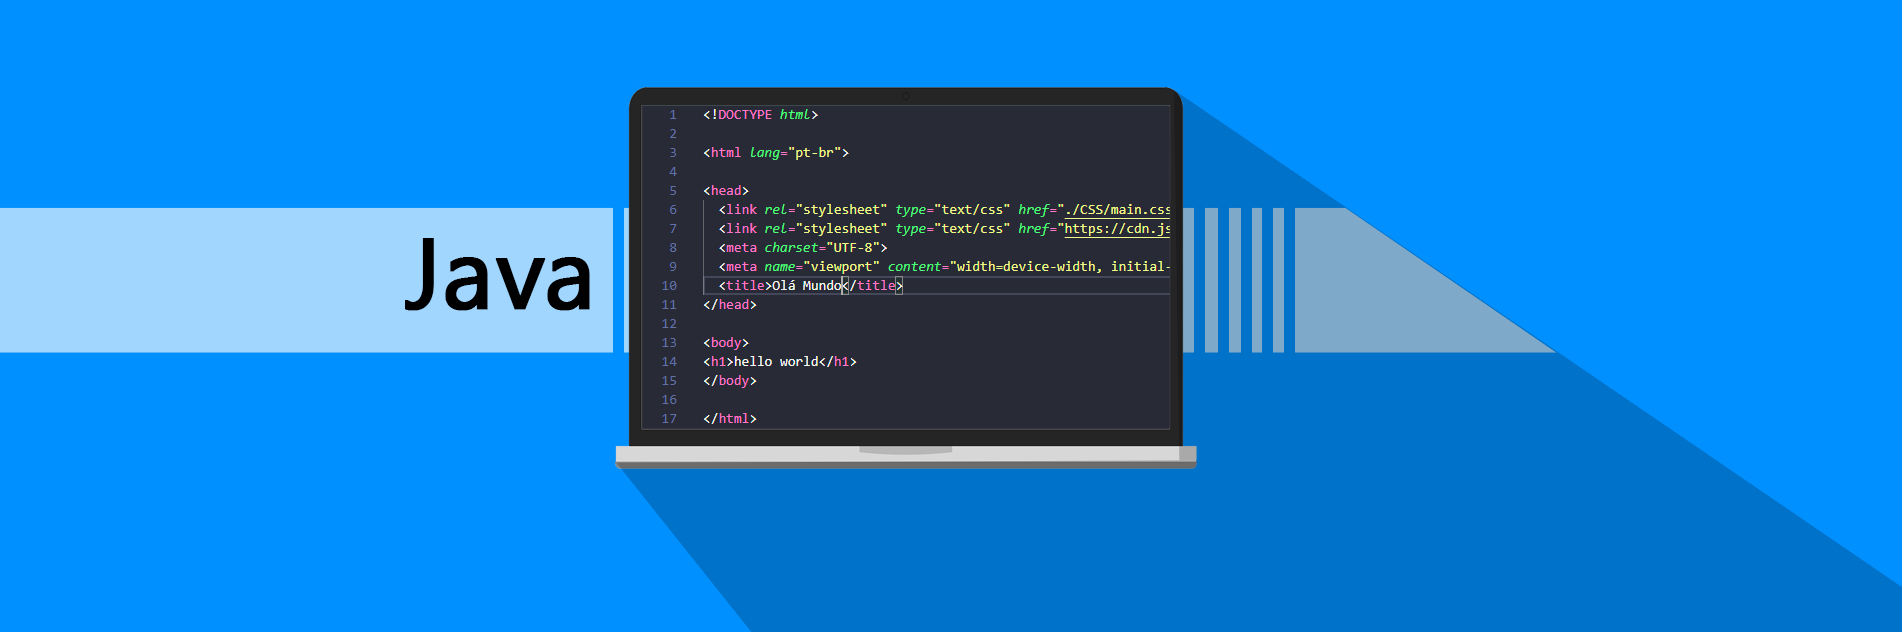 Java
1 <!DOCTYPE html>
2
3 <html lang="pt-br">
4
5 <head>
6 <link rel="stylesheet" type="text/css" href="./CSS/main.css
7 <link rel="stylesheet" type="text/css" href="https://cdn.js
8 <meta charset="UTF-8">
9 <meta name="viewport" content="width=device-width, initial-
10 <title>Olá Mundo</title>
11 </head>
12
13 <body>
14 <h1>hello world</h1>
15 </body>
16
17 </html>